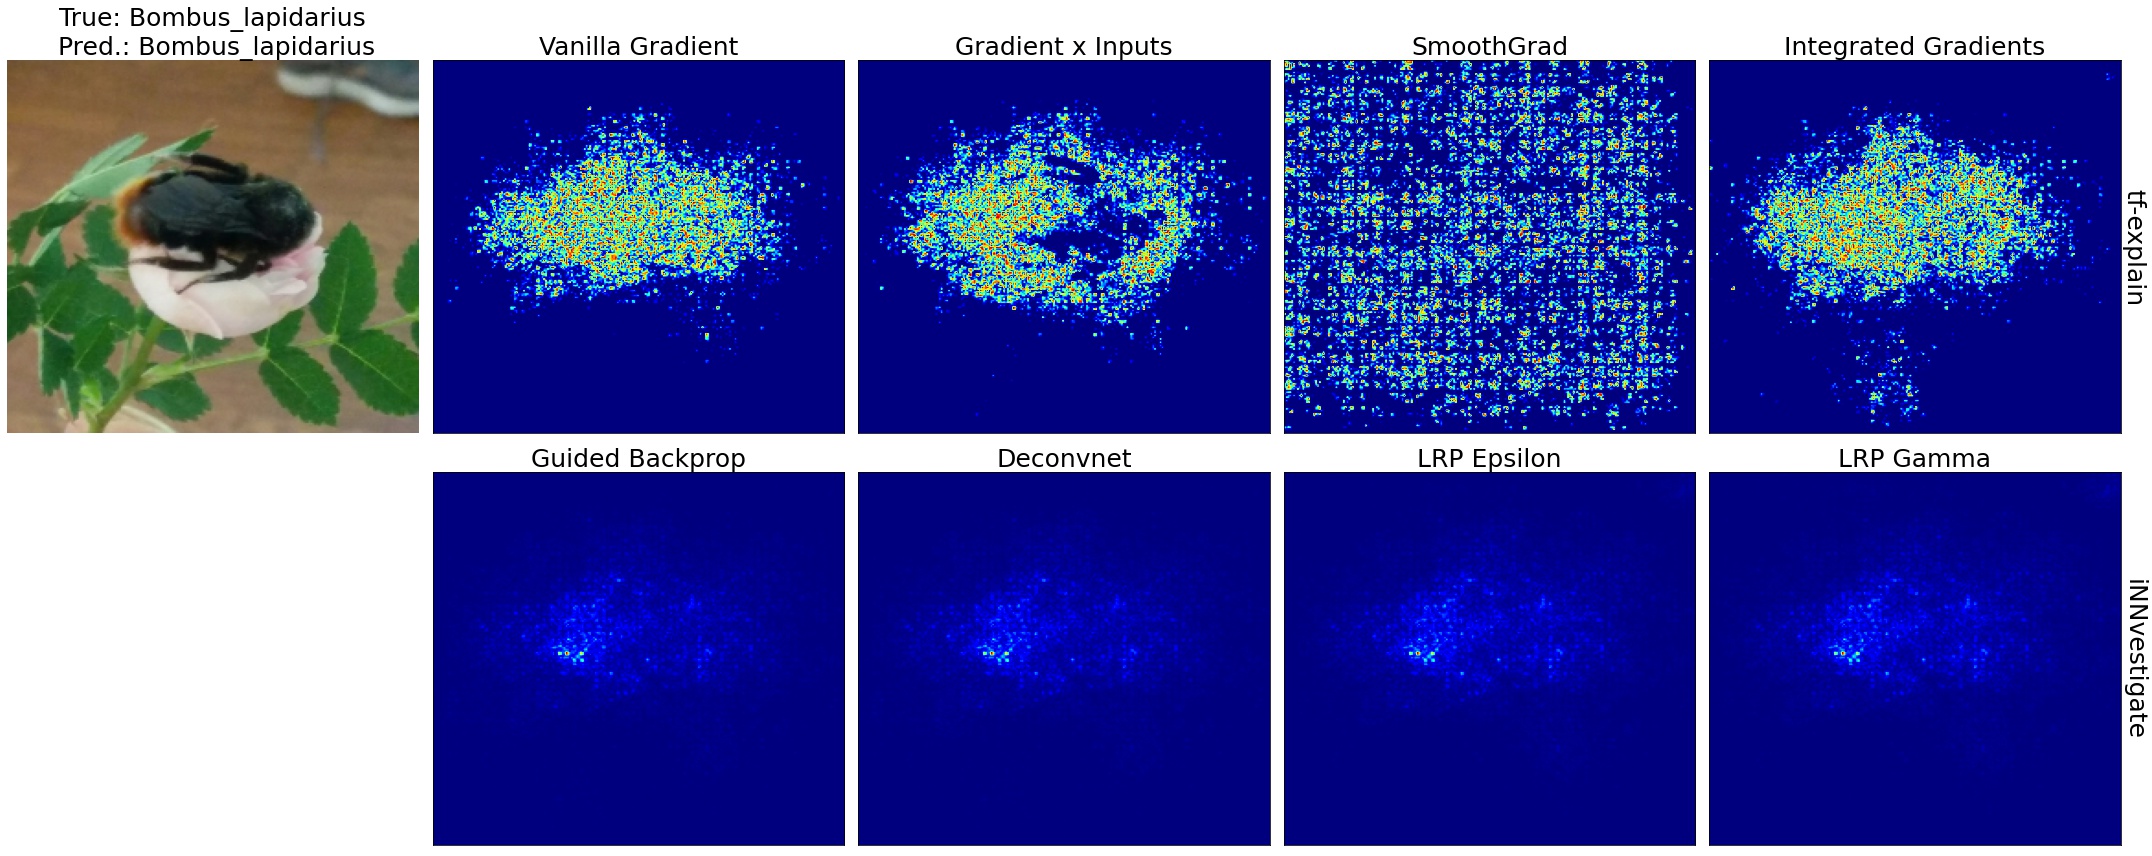 True: Bombus_lapidarius
Pred.: Bombus_lapidarius
Vanilla Gradient
Gradient x Inputs
SmoothGrad
Integrated Gradients
tf-explain
Guided Backprop
Deconvnet
LRP Epsilon
LRP Gamma
iNNvestigate